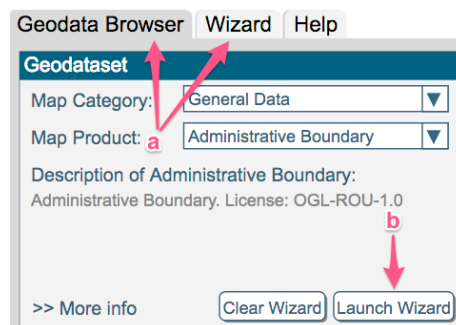 Geodata Browser Wizard Help
Geodataset
Map Category: General Data
Map Product: Administrative Boundary
a
Description of Administrative Boundary:
Administrative Boundary. License: OGL-ROU-1.0
b
>> More info Clear Wizard Launch Wizard